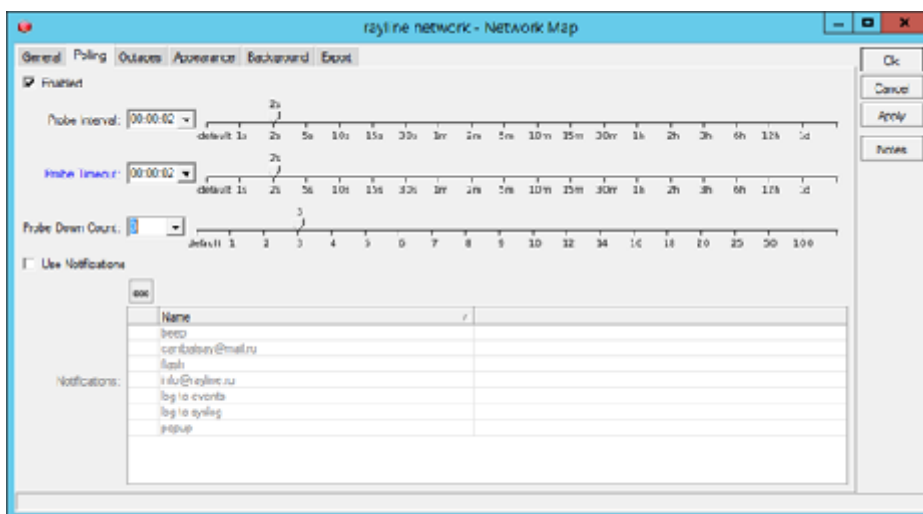 rayline network - Network Map
General Polling Outages Appearance Background Export
Ok
Enabled
Cancel
2s
Probe Interval: 00:00:02
Apply
default 1s 2s 5s 10s 15s 30s 1m 2m 5m 10m 15m 30m 1h 2h 3h 6h 12h 1d
Notes
2s
Probe Timeout: 00:00:02
default 1s 2s 5s 10s 15s 30s 1m 2m 5m 10m 15m 30m 1h 2h 3h 6h 12h 1d
3
Probe Down Count:
default 1 2 3 4 5 6 7 8 9 10 12 14 16 18 20 25 50 100
Use Notifications
Name
beep
flash
Notifications: info@rayline.ru
log to events
log to syslog
popup